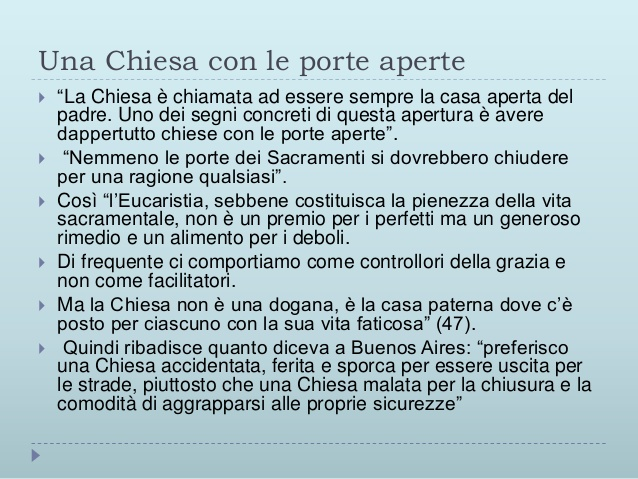 Una Chiesa con le porte aperte
“La Chiesa è chiamata ad essere sempre la casa aperta del
padre. Uno dei segni concreti di questa apertura è avere
dappertutto chiese con le porte aperte”.
“Nemmeno le porte dei Sacramenti si dovrebbero chiudere
per una ragione qualsiasi”.
Così “l’Eucaristia, sebbene costituisca la pienezza della vita
sacramentale, non è un premio per i perfetti ma un generoso
rimedio e un alimento per i deboli.
Di frequente ci comportiamo come controllori della grazia e
non come facilitatori.
Ma la Chiesa non è una dogana, è la casa paterna dove c’è
posto per ciascuno con la sua vita faticosa” (47).
Quindi ribadisce quanto diceva a Buenos Aires: “preferisco
una Chiesa accidentata, ferita e sporca per essere uscita per
le strade, piuttosto che una Chiesa malata per la chiusura e la
comodità di aggrapparsi alle proprie sicurezze”